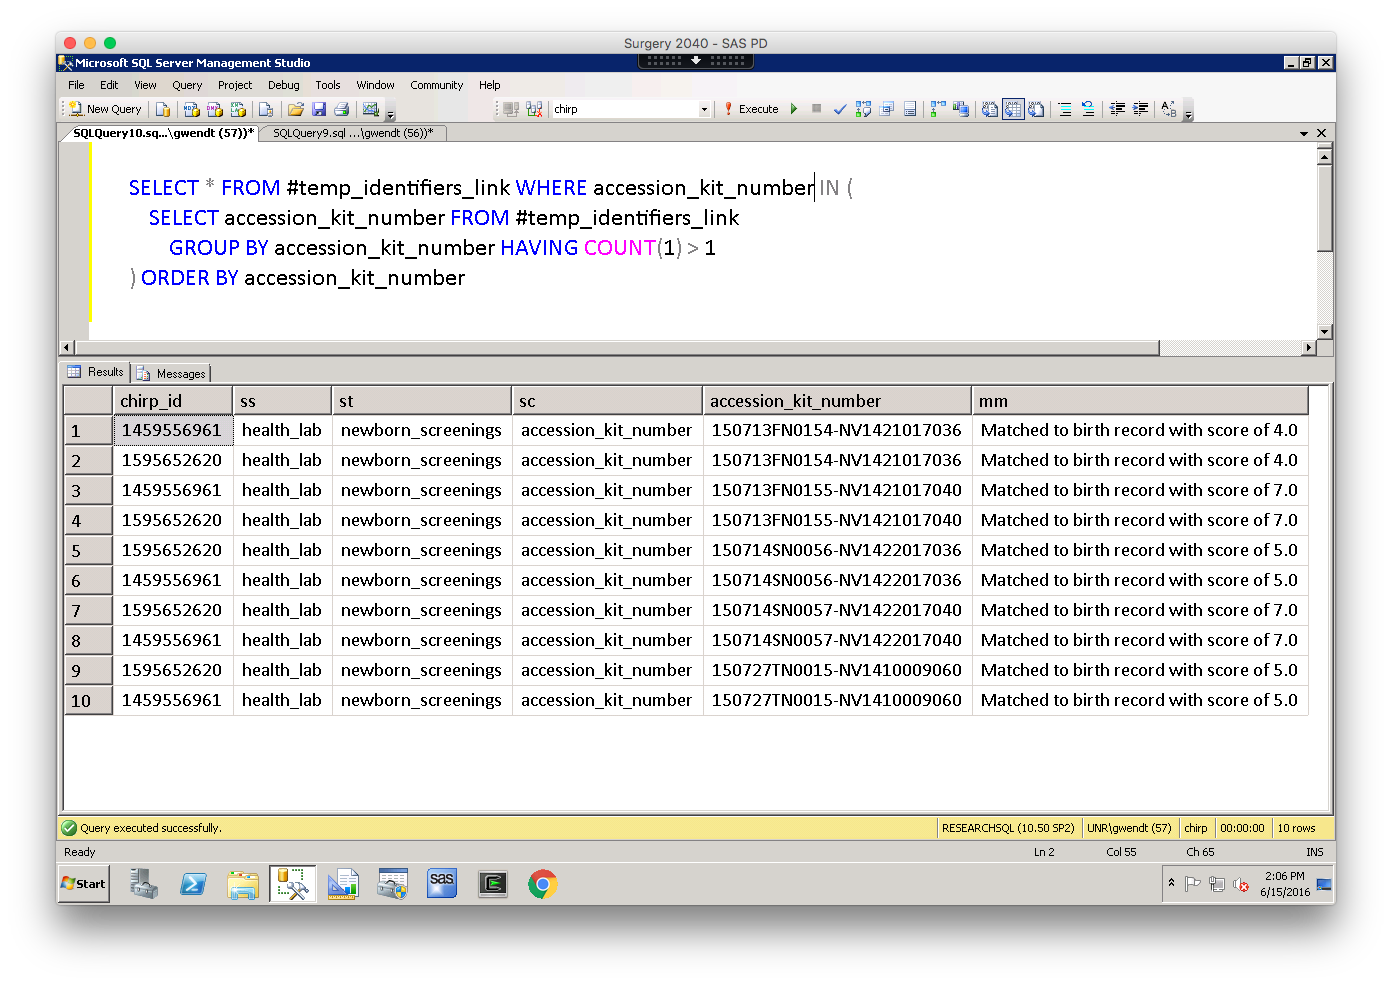 Surgery 2040 - SAS PD
Microsoft SQL Server Management Studio
File Edit View Query Project Debug Tools Window Community Help
New Query chirp Execute
SQLQuery10.sq...\gwendt (57))* SQLQuery9.sql ...\gwendt (56))*
SELECT * FROM #temp_identifiers_link WHERE accession_kit_number IN (
SELECT accession_kit_number FROM #temp_identifiers_link
GROUP BY accession_kit_number HAVING COUNT(1) > 1
) ORDER BY accession_kit_number
Results Messages
chirp_id ss st sc accession_kit_number mm
1 1459556961 health_lab newborn_screenings accession_kit_number 150713FN0154-NV1421017036 Matched to birth record with score of 4.0
2 1595652620 health_lab newborn_screenings accession_kit_number 150713FN0154-NV1421017036 Matched to birth record with score of 4.0
3 1459556961 health_lab newborn_screenings accession_kit_number 150713FN0155-NV1421017040 Matched to birth record with score of 7.0
4 1595652620 health_lab newborn_screenings accession_kit_number 150713FN0155-NV1421017040 Matched to birth record with score of 7.0
5 1595652620 health_lab newborn_screenings accession_kit_number 150714SN0056-NV1422017036 Matched to birth record with score of 5.0
6 1459556961 health_lab newborn_screenings accession_kit_number 150714SN0056-NV1422017036 Matched to birth record with score of 5.0
7 1595652620 health_lab newborn_screenings accession_kit_number 150714SN0057-NV1422017040 Matched to birth record with score of 7.0
8 1459556961 health_lab newborn_screenings accession_kit_number 150714SN0057-NV1422017040 Matched to birth record with score of 7.0
9 1595652620 health_lab newborn_screenings accession_kit_number 150727TN0015-NV1410009060 Matched to birth record with score of 5.0
10 1459556961 health_lab newborn_screenings accession_kit_number 150727TN0015-NV1410009060 Matched to birth record with score of 5.0
Query executed successfully. RESEARCHSQL (10.50 SP2) UNR\gwendt (57) chirp 00:00:00 10 rows
Ready Ln 2 Col 55 Ch 65 INS
Start sas 2:06 PM
6/15/2016